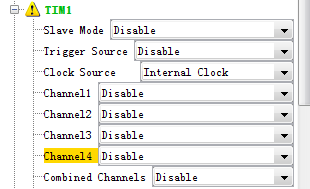 TIM1
Slave Mode Disable
Trigger Source Disable
Clock Source Internal Clock
Channel1 Disable
Channel2 Disable
Channel3 Disable
Channel4 Disable
Combined Channels Disable